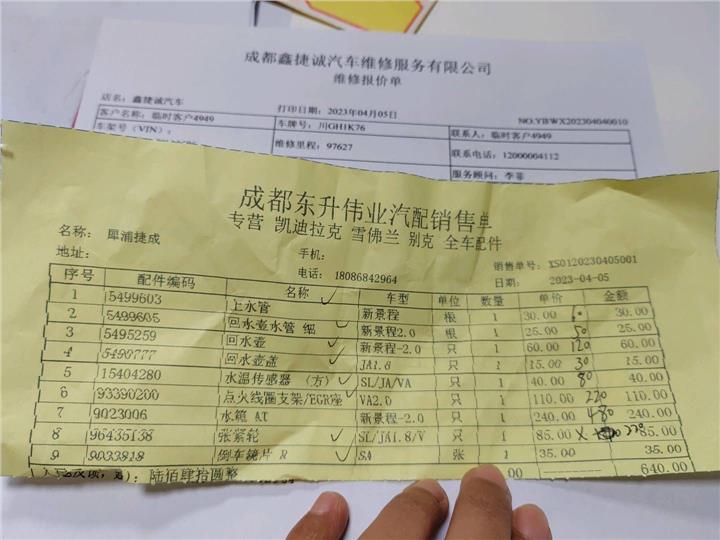 成都鑫捷诚汽车维修服务有限公司
维修报价单
店名：鑫捷诚汽车
打印日期：2023年04月05日
NO.YBWX202304040010
客户名称：临时客户4949 车牌号：川GH1K76 联系人：临时客户4949
车架号（VIN）： 维修里程：97627 联系电话：12000004112
服务顾问：李菲
成都东升伟业汽配销售单
专营 凯迪拉克 雪佛兰 别克 全车配件
名称：犀浦捷成 手机： 销售单号：XS0120230405001
地址： 电话：18086842964 日期：2023-04-05
序号 配件编码 名称 车型 单位 数量 单价 金额
1 5499603 上水管 新景程 根 1 30.00 30.00
2 5499605 回水壶水管 细 新景程2.0 根 1 25.00 50 25.00
3 5495259 回水壶 新景程-2.0 只 1 60.00 120 60.00
4 5490777 回水壶盖 JA1.6 只 1 15.00 30 15.00
5 15404280 水温传感器（方） SL/JA/VA 只 1 40.00 80 40.00
6 93390200 点火线圈支架/EGR座 VA2.0 只 1 110.00 220 110.00
7 9023006 水箱 AT 新景程-2.0 只 1 240.00 480 240.00
8 96435138 张紧轮 SL/JA1.8/V 只 1 85.00 85.00
9 倒车镜片 R SA 张 1 35.00 35.00
陆佰肆拾圆整 640.00